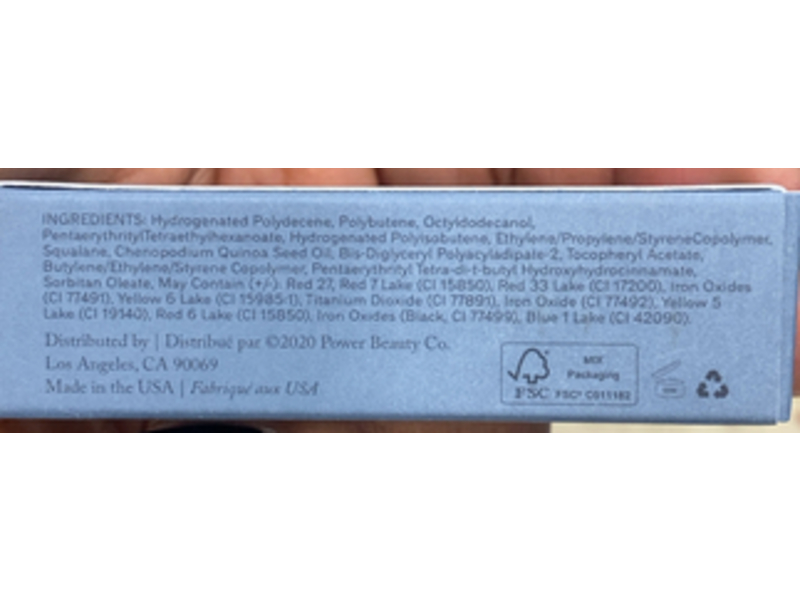 INGREDIENTS: Hydrogenated Polydecene, Polybutene, Octyldodecanol,
PentaerythritylTetraethylhexanoate, Hydrogenated Polyisobutene, Ethylene/Propylene/StyreneCopolymer,
Squalane, Chenopodium Quinoa Seed Oil, Bis-Diglyceryl Polyacyladipate-2, Tocopheryl Acetate,
Butylene/Ethylene/Styrene Copolymer, Pentaerythrityl Tetra-di-t-butyl Hydroxyhydrocinnamate,
Sorbitan Oleate, May Contain (+/-): Red 27, Red 7 Lake (CI 15850), Red 33 Lake (CI 17200), Iron Oxides
(CI 77491), Yellow 6 Lake (CI 15985:1), Titanium Dioxide (CI 77891), Iron Oxide (CI 77492), Yellow 5
Lake (CI 19140), Red 6 Lake (CI 15850), Iron Oxides (Black, CI 77499), Blue 1 Lake (CI 42090).
Distributed by | Distribué par ©2020 Power Beauty Co.
Los Angeles, CA 90069
Made in the USA | Fabriqué aux USA
MIX
Packaging
FSC FSC® C011182